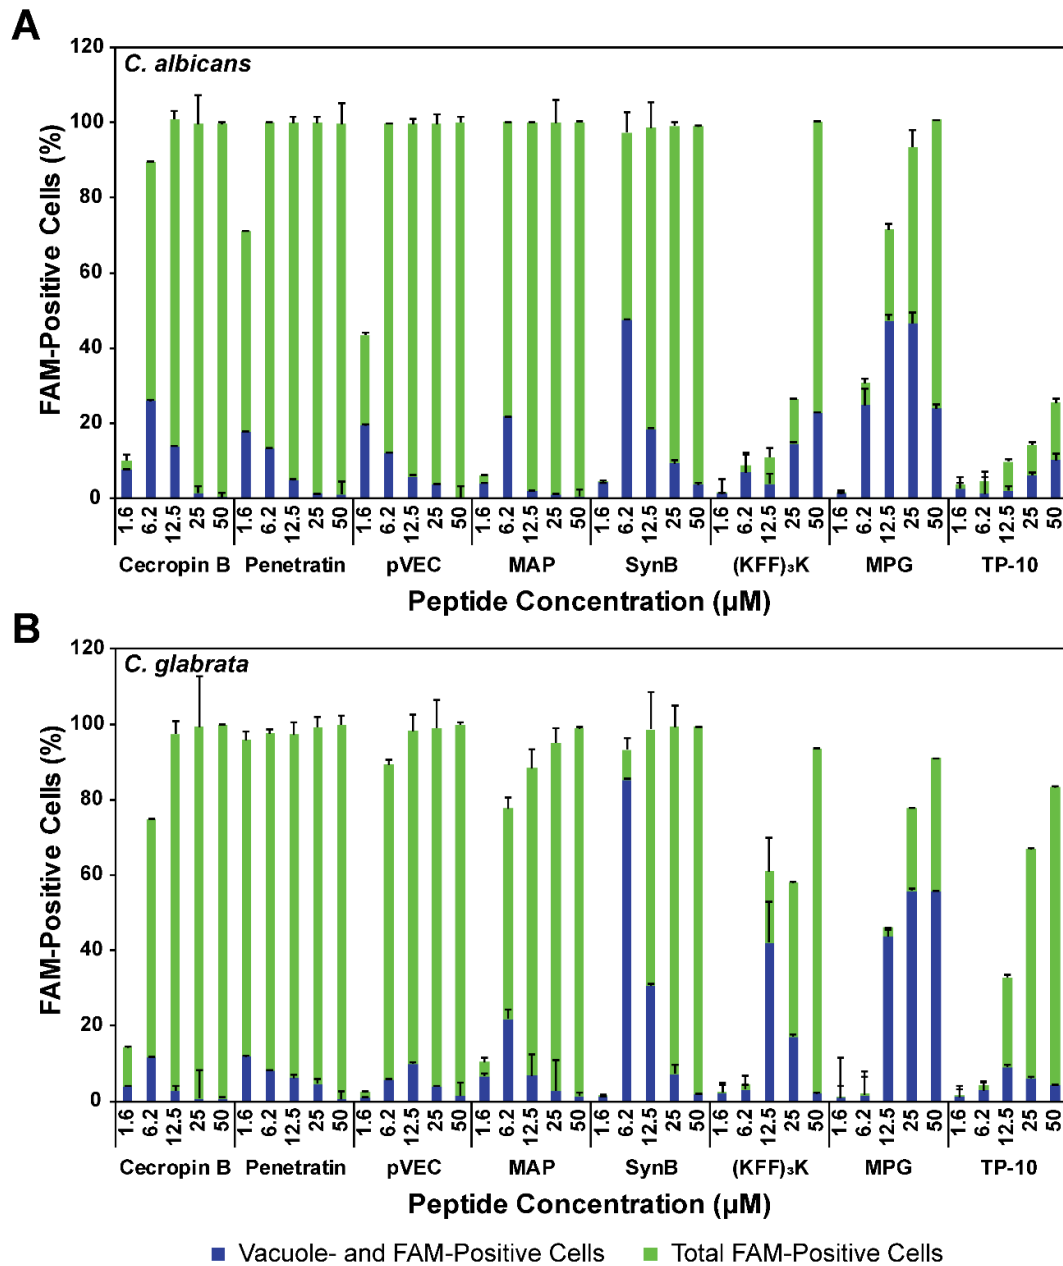 A
120
C. albicans
100
80
60
40
20
0
FAM-Positive Cells (%)
1.6 6.2 12.5 25 50 1.6 6.2 12.5 25 50 1.6 6.2 12.5 25 50 1.6 6.2 12.5 25 50 1.6 6.2 12.5 25 50 1.6 6.2 12.5 25 50 1.6 6.2 12.5 25 50 1.6 6.2 12.5 25 50
Cecropin B Penetratin pVEC MAP SynB (KFF)₃K MPG TP-10
Peptide Concentration (µM)
B
120
C. glabrata
100
80
60
40
20
0
FAM-Positive Cells (%)
1.6 6.2 12.5 25 50 1.6 6.2 12.5 25 50 1.6 6.2 12.5 25 50 1.6 6.2 12.5 25 50 1.6 6.2 12.5 25 50 1.6 6.2 12.5 25 50 1.6 6.2 12.5 25 50 1.6 6.2 12.5 25 50
Cecropin B Penetratin pVEC MAP SynB (KFF)₃K MPG TP-10
Peptide Concentration (µM)
Vacuole- and FAM-Positive Cells Total FAM-Positive Cells